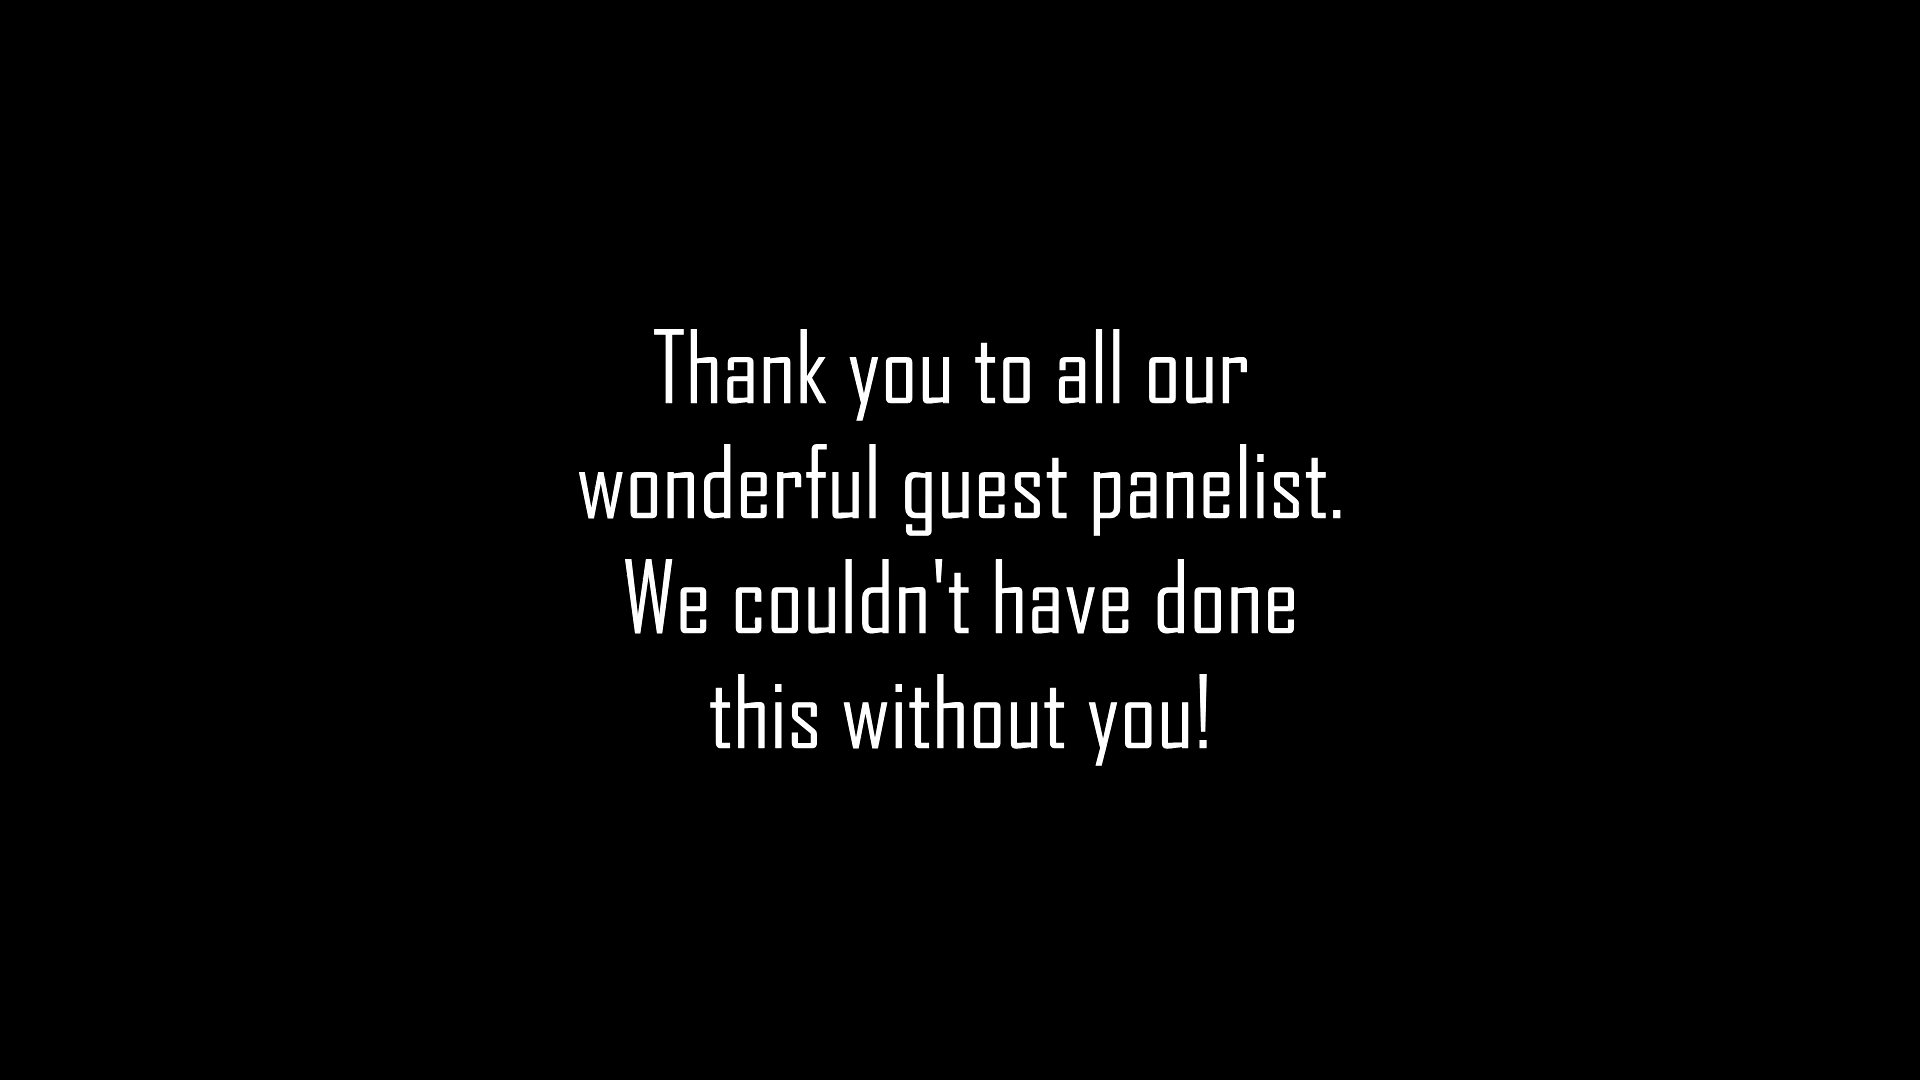 Thank you to all our
wonderful guest panelist.
We couldn't have done
this without you!